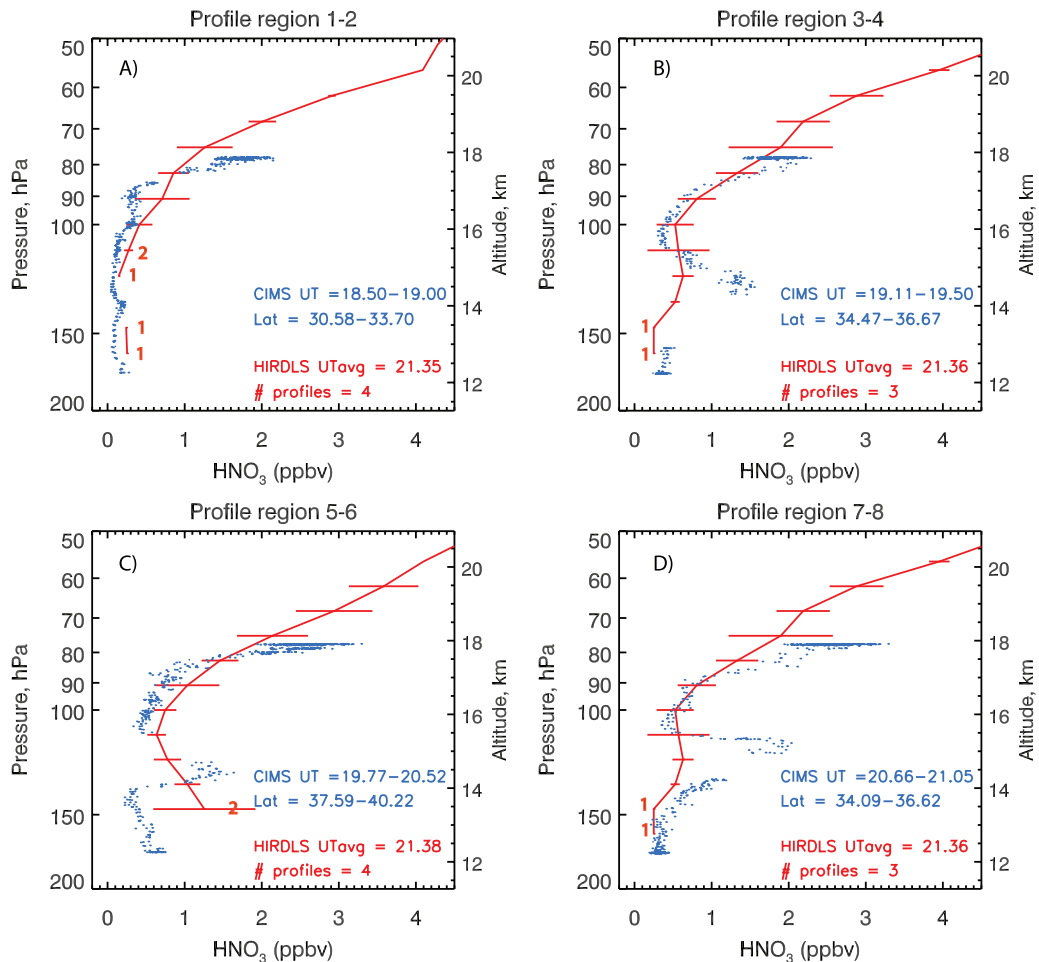 Profile region 1-2
A)
50
60
70
80
90
100
150
200
Pressure, hPa
20
18
16
14
12
Altitude, km
2
1
1
1
CIMS UT =18.50−19.00
Lat = 30.58−33.70
HIRDLS UTavg = 21.35
# profiles = 4
0 1 2 3 4
HNO3 (ppbv)
Profile region 3-4
B)
50
60
70
80
90
100
150
200
Pressure, hPa
20
18
16
14
12
Altitude, km
1
1
CIMS UT =19.11−19.50
Lat = 34.47−36.67
HIRDLS UTavg = 21.36
# profiles = 3
0 1 2 3 4
HNO3 (ppbv)
Profile region 5-6
C)
50
60
70
80
90
100
150
200
Pressure, hPa
20
18
16
14
12
Altitude, km
2
CIMS UT =19.77−20.52
Lat = 37.59−40.22
HIRDLS UTavg = 21.38
# profiles = 4
0 1 2 3 4
HNO3 (ppbv)
Profile region 7-8
D)
50
60
70
80
90
100
150
200
Pressure, hPa
20
18
16
14
12
Altitude, km
1
1
CIMS UT =20.66−21.05
Lat = 34.09−36.62
HIRDLS UTavg = 21.36
# profiles = 3
0 1 2 3 4
HNO3 (ppbv)